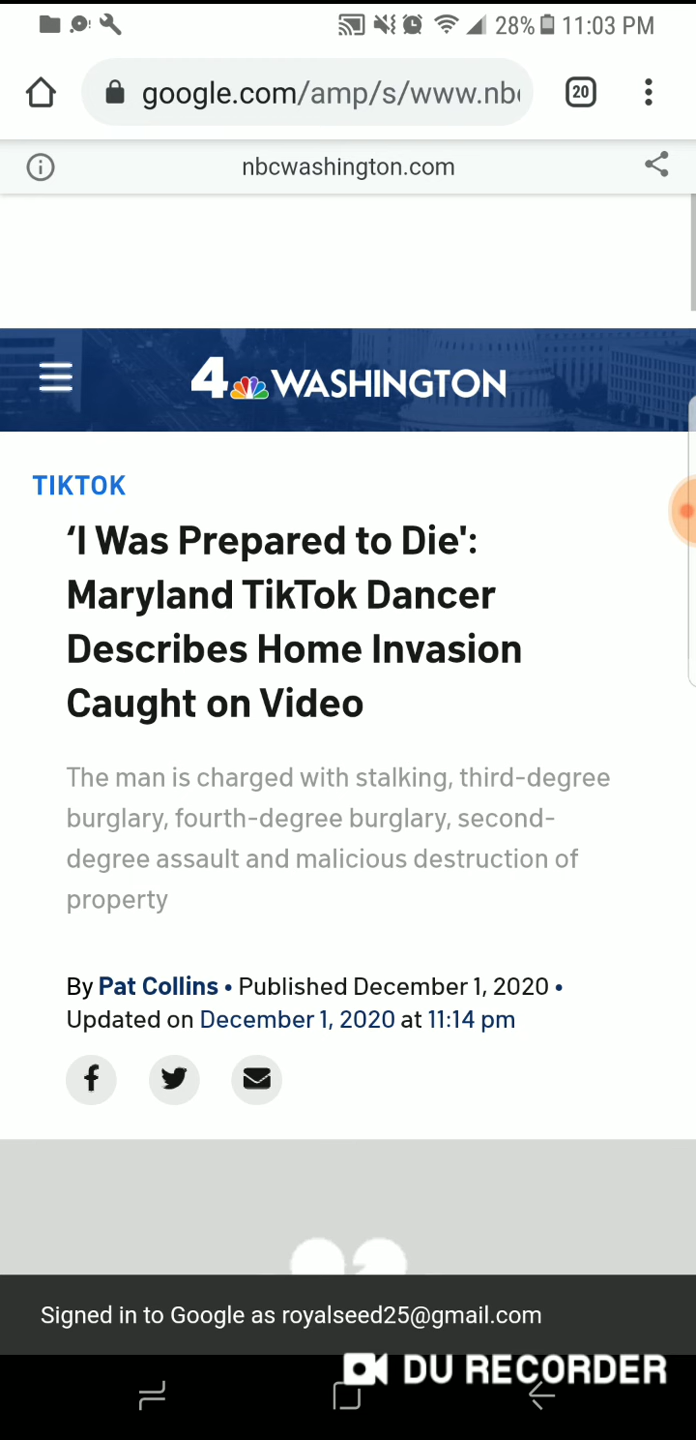 28% 11:03 PM
google.com/amp/s/www.nb
20
nbcwashington.com
4 WASHINGTON
TIKTOK
‘I Was Prepared to Die':
Maryland TikTok Dancer
Describes Home Invasion
Caught on Video
The man is charged with stalking, third-degree
burglary, fourth-degree burglary, second-
degree assault and malicious destruction of
property
By Pat Collins • Published December 1, 2020 •
Updated on December 1, 2020 at 11:14 pm
Signed in to Google as royalseed25@gmail.com
DU RECORDER